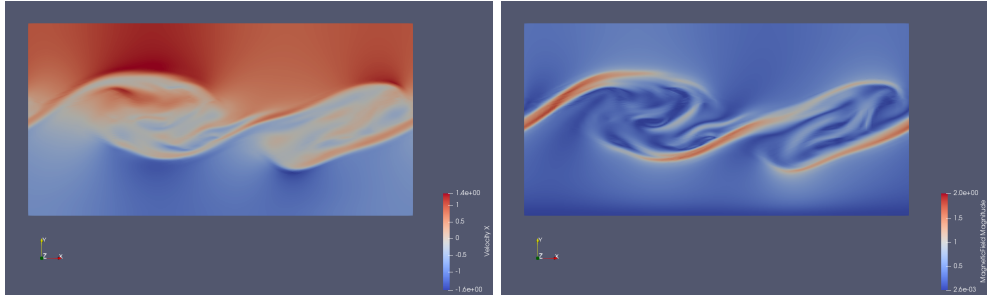 1.4e+00
1
0.5
0
-0.5
-1
-1.6e+00
Velocity X
Y
Z
X
2.0e+00
1.5
1
0.5
2.6e-03
MagneticField Magnitude
Y
Z
X